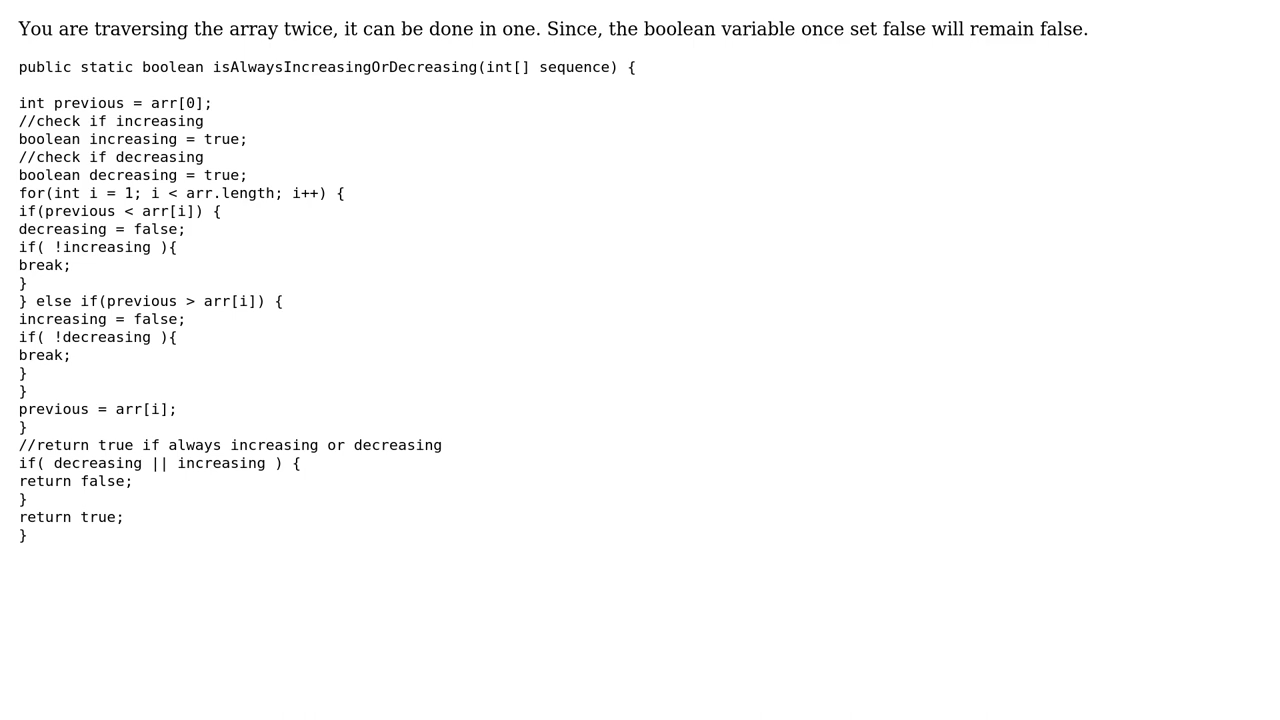 You are traversing the array twice, it can be done in one. Since, the boolean variable once set false will remain false.
public static boolean isAlwaysIncreasingOrDecreasing(int[] sequence) {
int previous = arr[0];
//check if increasing
boolean increasing = true;
//check if decreasing
boolean decreasing = true;
for(int i = 1; i < arr.length; i++) {
if(previous < arr[i]) {
decreasing = false;
if( !increasing ){
break;
}
} else if(previous > arr[i]) {
increasing = false;
if( !decreasing ){
break;
}
}
previous = arr[i];
}
//return true if always increasing or decreasing
if( decreasing || increasing ) {
return false;
}
return true;
}